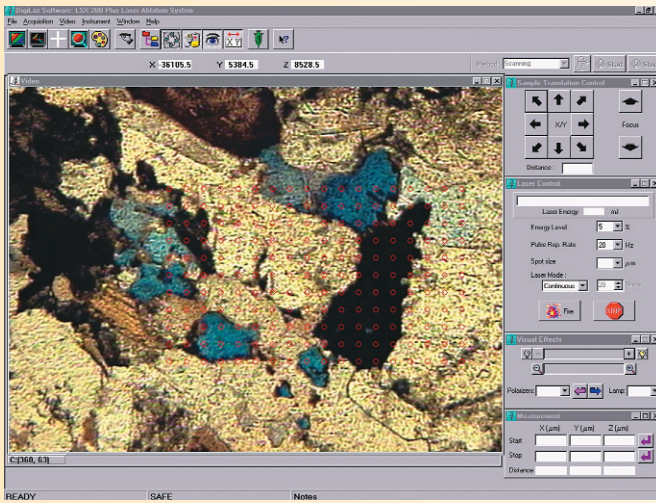 DigiLaz Software: LSX 200 Plus Laser Ablation System
File Acquisition Video Instrument Window Help
X -36105.5 Y 5384.5 Z 8528.5
Method: Scanning Start Stop
Video
Sample Translation Control
X/Y
Focus
Distance:
Laser Control
Laser Energy mJ
Energy Level 5 %
Pulse Rep. Rate 20 Hz
Spot size µm
Laser Mode:
Continuous 20
Fire STOP
Visual Effects
Polarizers: Lamp:
Measurement
X (µm) Y (µm) Z (µm)
Start
Stop
Distance
C:(360, 63)
READY SAFE Notes